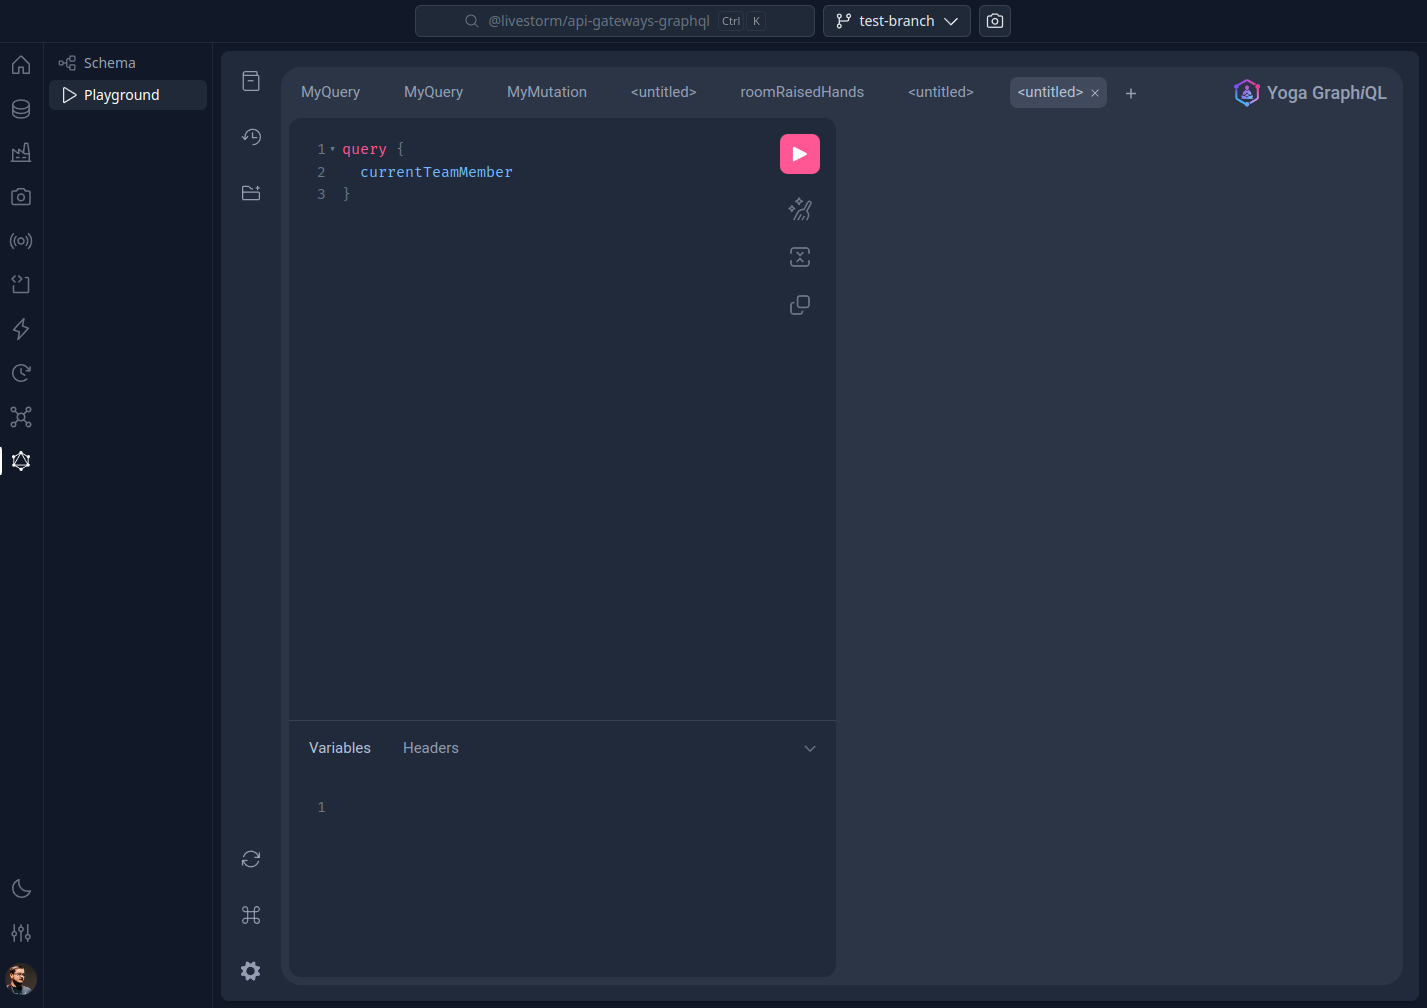 @livestorm/api-gateways-graphql Ctrl K test-branch
Schema
Playground
MyQuery MyQuery MyMutation <untitled> roomRaisedHands <untitled> <untitled> × + Yoga GraphiQL
1 query {
2 currentTeamMember
3 }
Variables Headers
1